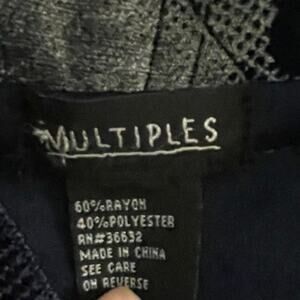 MULTIPLES
60%RAYON
40%POLYESTER
RN#36632
MADE IN CHINA
SEE CARE
ON REVERSE